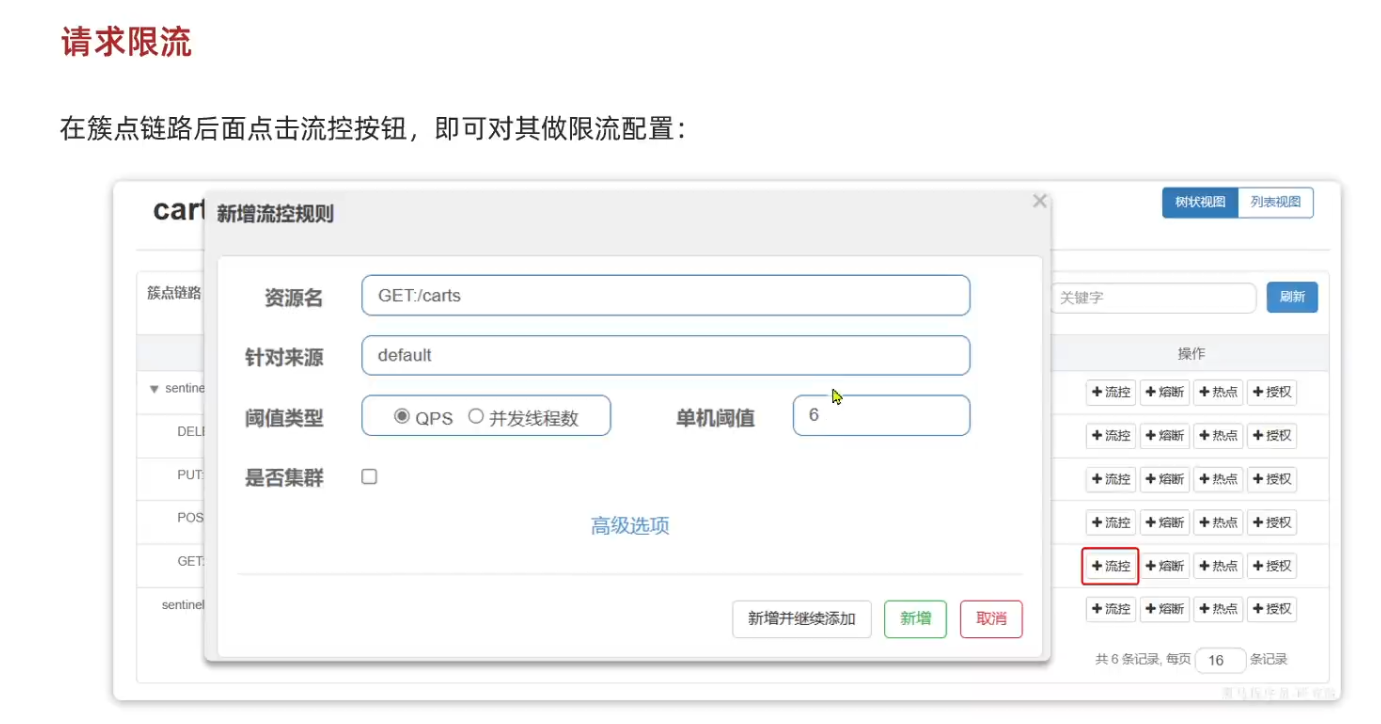 请求限流
在簇点链路后面点击流控按钮，即可对其做限流配置：
cart
新增流控规则
×
树状视图 列表视图
簇点链路
资源名 GET:/carts
关键字 刷新
针对来源 default
操作
sentine
流控 熔断 热点 授权
阈值类型 QPS 并发线程数 单机阈值 6
DELE
流控 熔断 热点 授权
是否集群
PUT:
流控 熔断 热点 授权
高级选项
POS
流控 熔断 热点 授权
GET:
流控 熔断 热点 授权
sentinel
流控 熔断 热点 授权
新增并继续添加 新增 取消
共 6 条记录, 每页 16 条记录